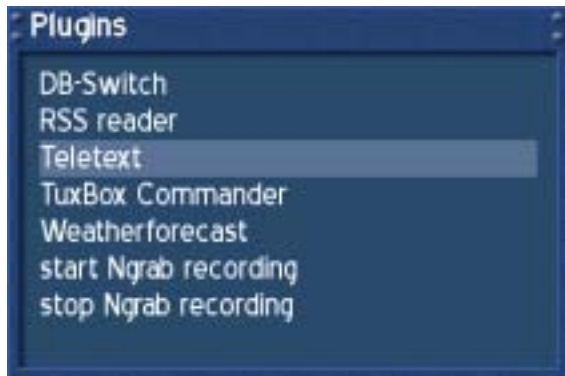 Plugins
DB-Switch
RSS reader
Teletext
TuxBox Commander
Weatherforecast
start Ngrab recording
stop Ngrab recording